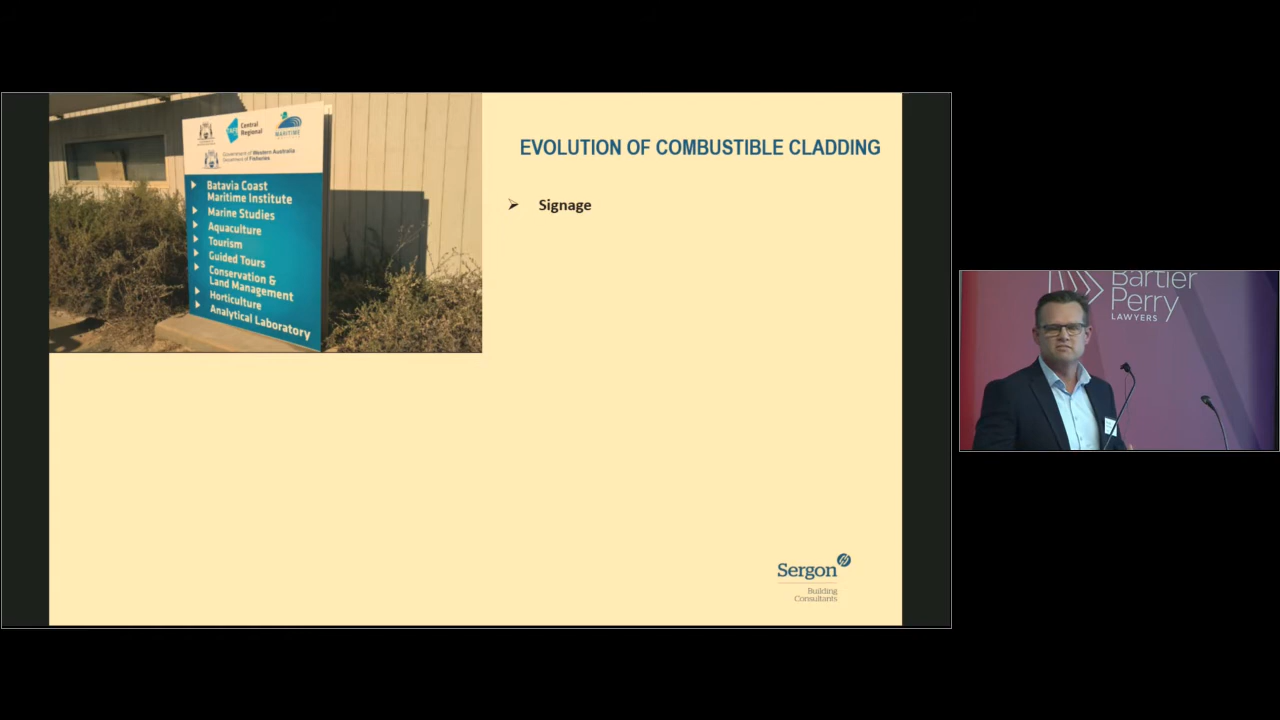 Central
Regional
MARITIME
Government of Western Australia
Department of Fisheries
Batavia Coast
Maritime Institute
Marine Studies
Aquaculture
Tourism
Guided Tours
Conservation &
Land Management
Horticulture
Analytical Laboratory
EVOLUTION OF COMBUSTIBLE CLADDING
Signage
Sergon
Building
Consultants
Bartier
Perry
LAWYERS